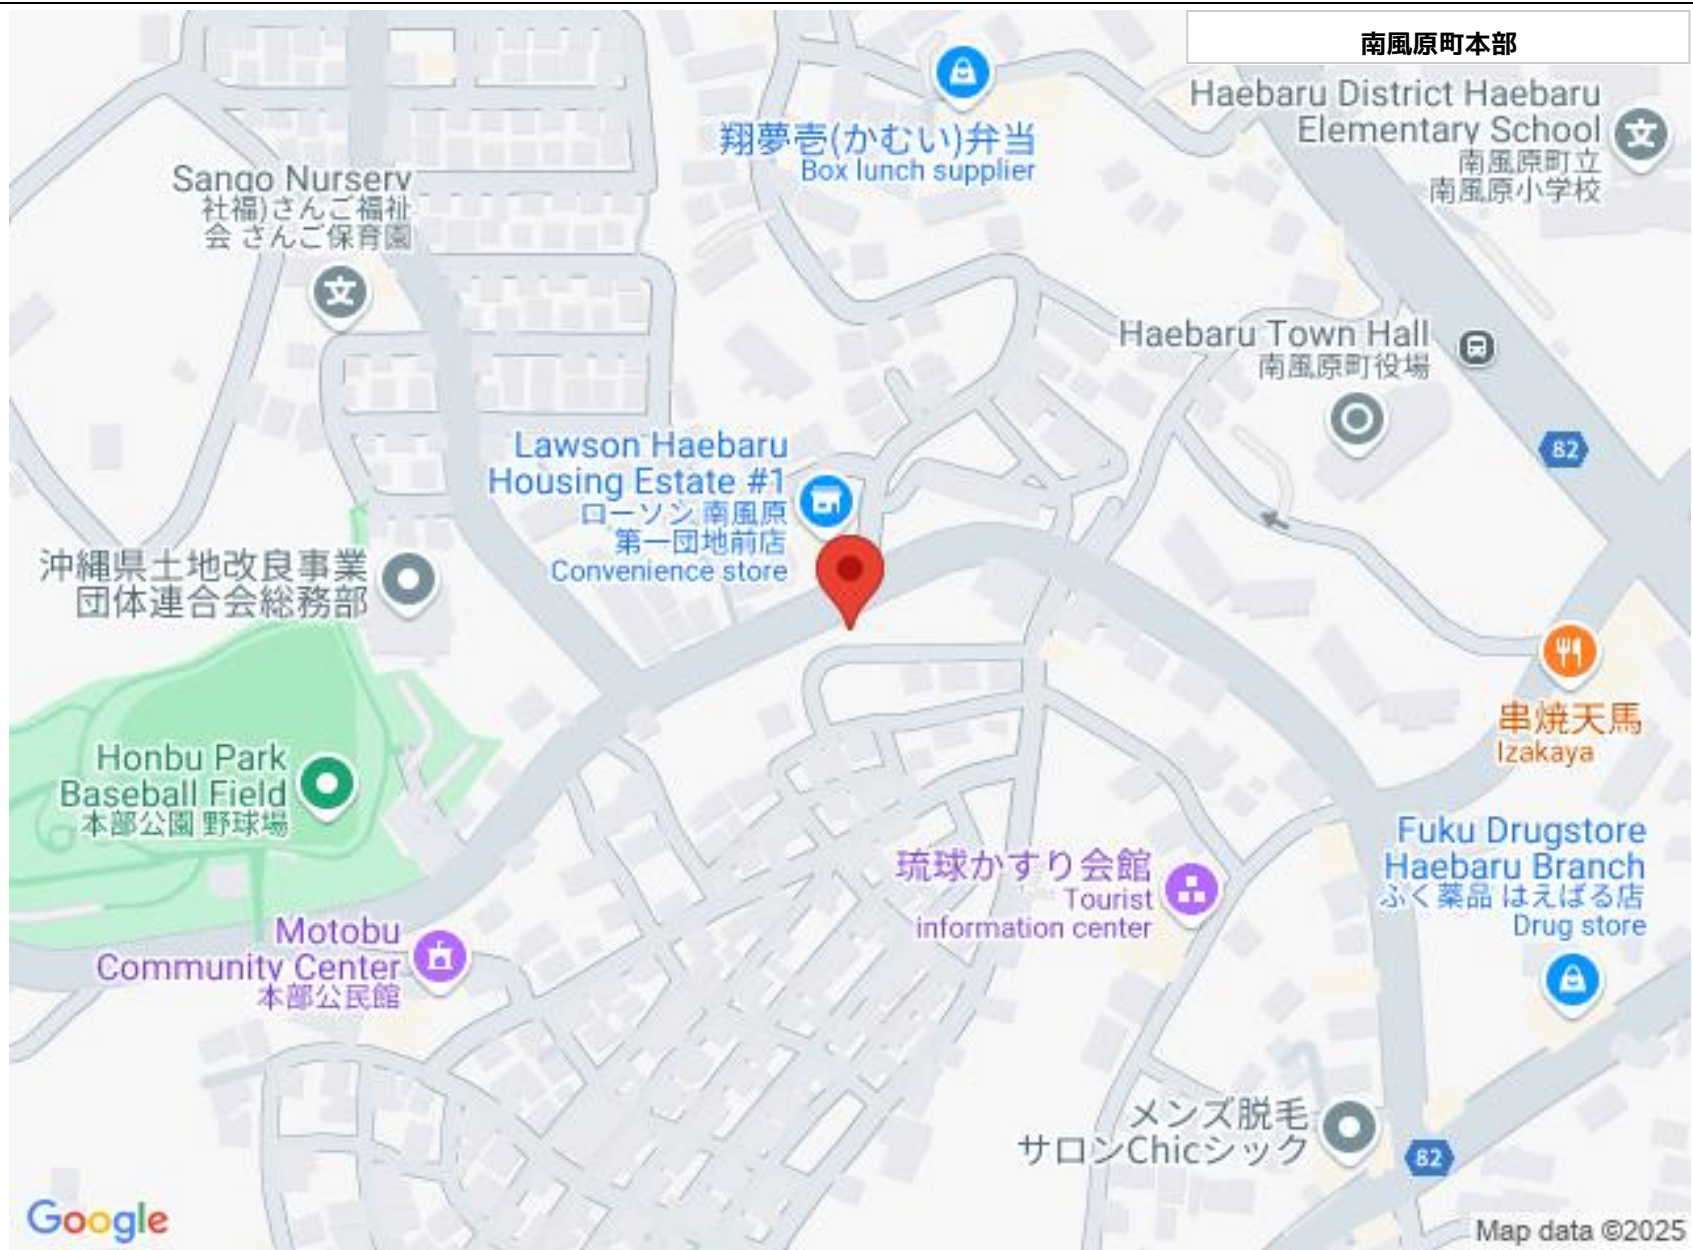 南風原町本部
Haebaru District Haebaru
Elementary School
南風原町立
南風原小学校
翔夢壱(かむい)弁当
Box lunch supplier
Sango Nursery
社福)さんご福祉
会 さんご保育園
Haebaru Town Hall
南風原町役場
82
Lawson Haebaru
Housing Estate #1
ローソン 南風原
第一団地前店
Convenience store
沖縄県土地改良事業
団体連合会総務部
串焼天馬
Izakaya
Honbu Park
Baseball Field
本部公園 野球場
Fuku Drugstore
Haebaru Branch
ふく薬品 はえばる店
Drug store
琉球かすり会館
Tourist
information center
Motobu
Community Center
本部公民館
メンズ脱毛
サロンChicシック
82
Google
Map data ©2025